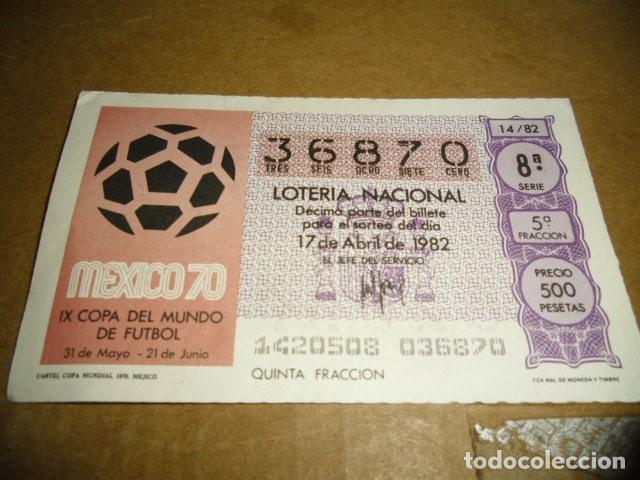 MEXICO 70
IX COPA DEL MUNDO
DE FUTBOL
31 de Mayo - 21 de Junio
CARTEL COPA MUNDIAL 1970. MEJICO
36870
TRES SEIS OCHO SIETE CERO
LOTERIA NACIONAL
Décima parte del billete
para el sorteo del día
17 de Abril de 1982
EL JEFE DEL SERVICIO
1420508 036870
QUINTA FRACCION
14/82
8ª
SERIE
5ª
FRACCION
PRECIO
500
PESETAS
FCA NAL DE MONEDA Y TIMBRE
todocoleccion